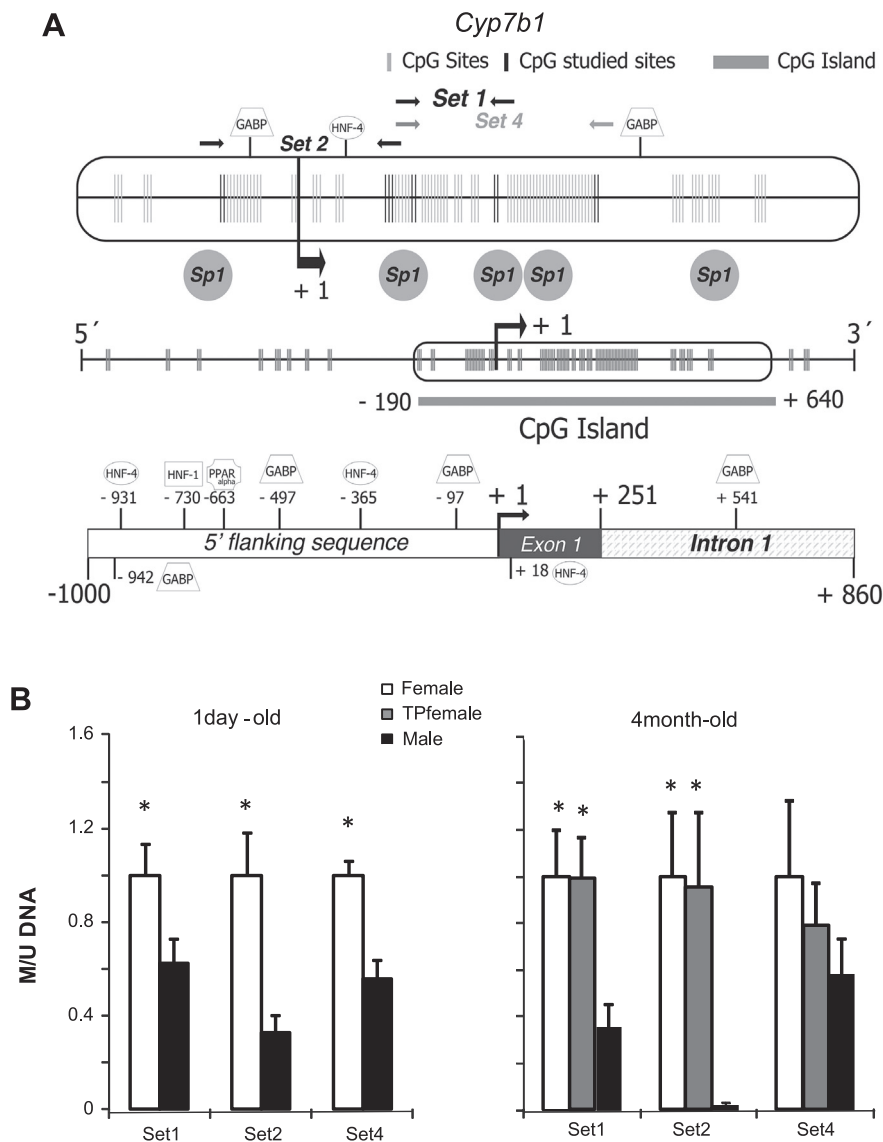 A
Cyp7b1
CpG Sites CpG studied sites CpG Island
Set 1
Set 4
GABP Set 2 HNF-4 GABP
Sp1 Sp1 Sp1 Sp1 Sp1
+ 1
5´ + 1 3´
- 190 + 640
CpG Island
HNF-4 HNF-1 PPAR alpha GABP HNF-4 GABP GABP
- 931 - 730 -663 - 497 - 365 - 97 + 1 + 251 + 541
5’ flanking sequence Exon 1 Intron 1
- 942 GABP + 18 HNF-4
-1000 + 860
B
Female
TPfemale
Male
1day - old 4month-old
M/U DNA
1.6
1.2
0.8
0.4
0
* * *
* * * *
Set1 Set2 Set4 Set1 Set2 Set4